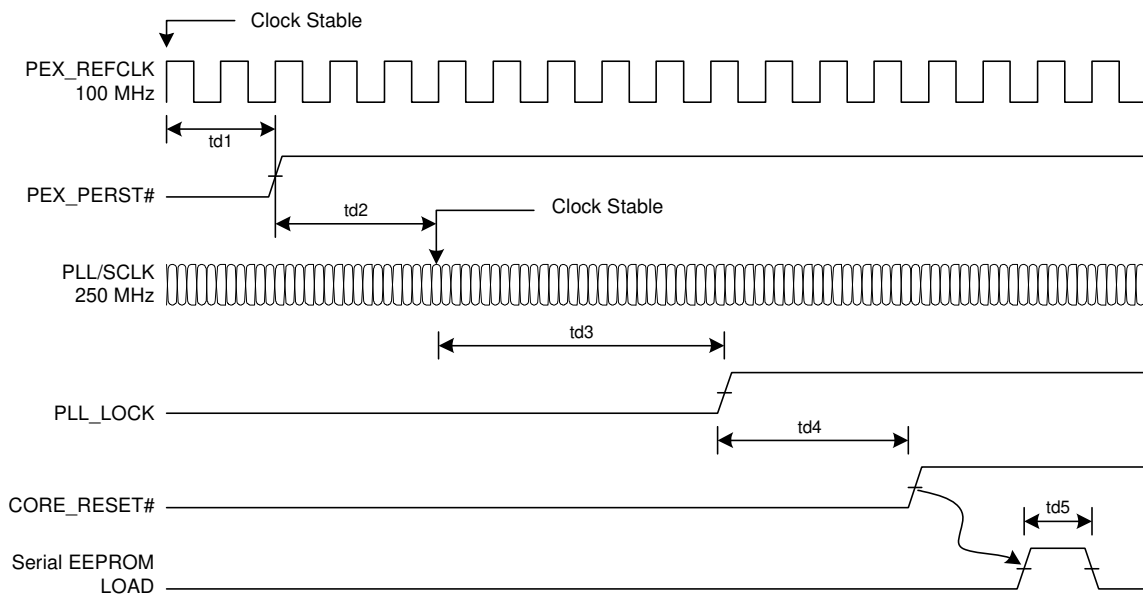 Clock Stable
PEX_REFCLK
100 MHz
td1
PEX_PERST#
td2
Clock Stable
PLL/SCLK
250 MHz
td3
PLL_LOCK
td4
CORE_RESET#
td5
Serial EEPROM
LOAD